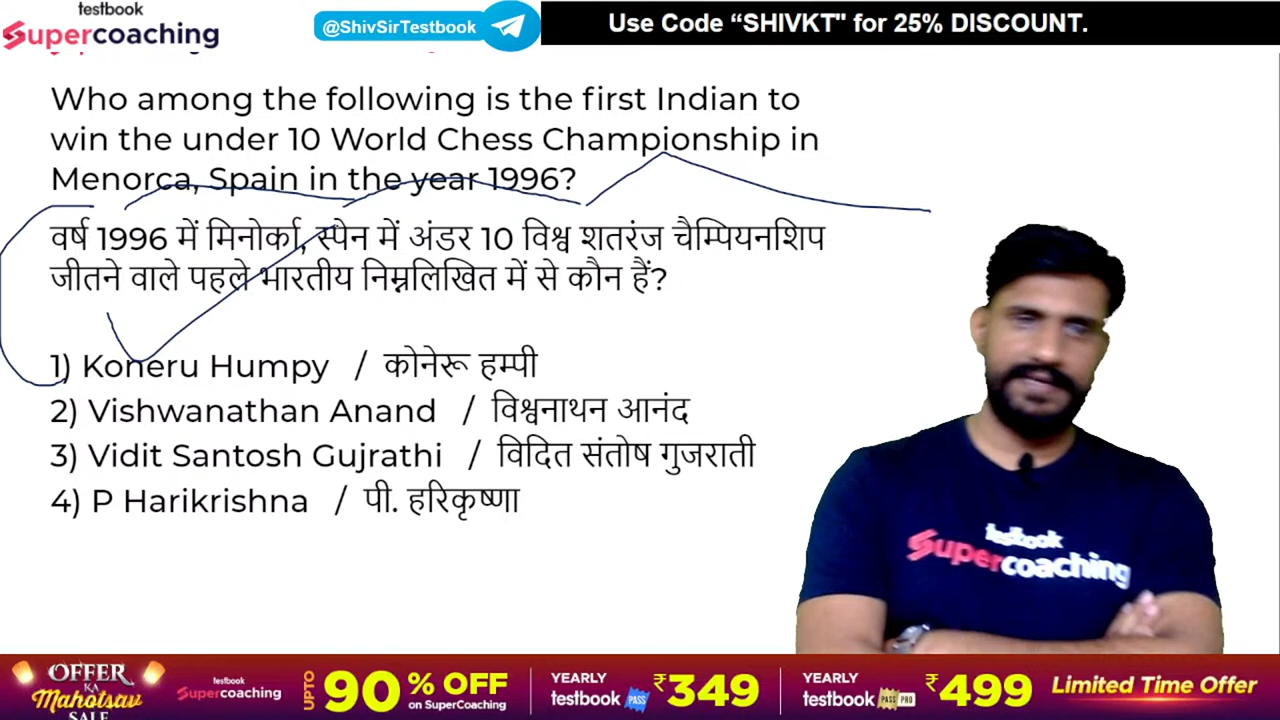 testbook
Supercoaching
@ShivSirTestbook
Use Code “SHIVKT" for 25% DISCOUNT.
Who among the following is the first Indian to
win the under 10 World Chess Championship in
Menorca, Spain in the year 1996?
वर्ष 1996 में मिनोर्का, स्पेन में अंडर 10 विश्व शतरंज चैम्पियनशिप
जीतने वाले पहले भारतीय निम्नलिखित में से कौन हैं?
1) Koneru Humpy / कोनेरू हम्पी
2) Vishwanathan Anand / विश्वनाथन आनंद
3) Vidit Santosh Gujrathi / विदित संतोष गुजराती
4) P Harikrishna / पी. हरिकृष्णा
testbook
Supercoaching
OFFER
KA
Mahotsav
SALE
testbook
Supercoaching
UPTO 90 % OFF
on SuperCoaching
YEARLY
testbook PASS
₹349
YEARLY
testbook PASS PRO
₹499
Limited Time Offer